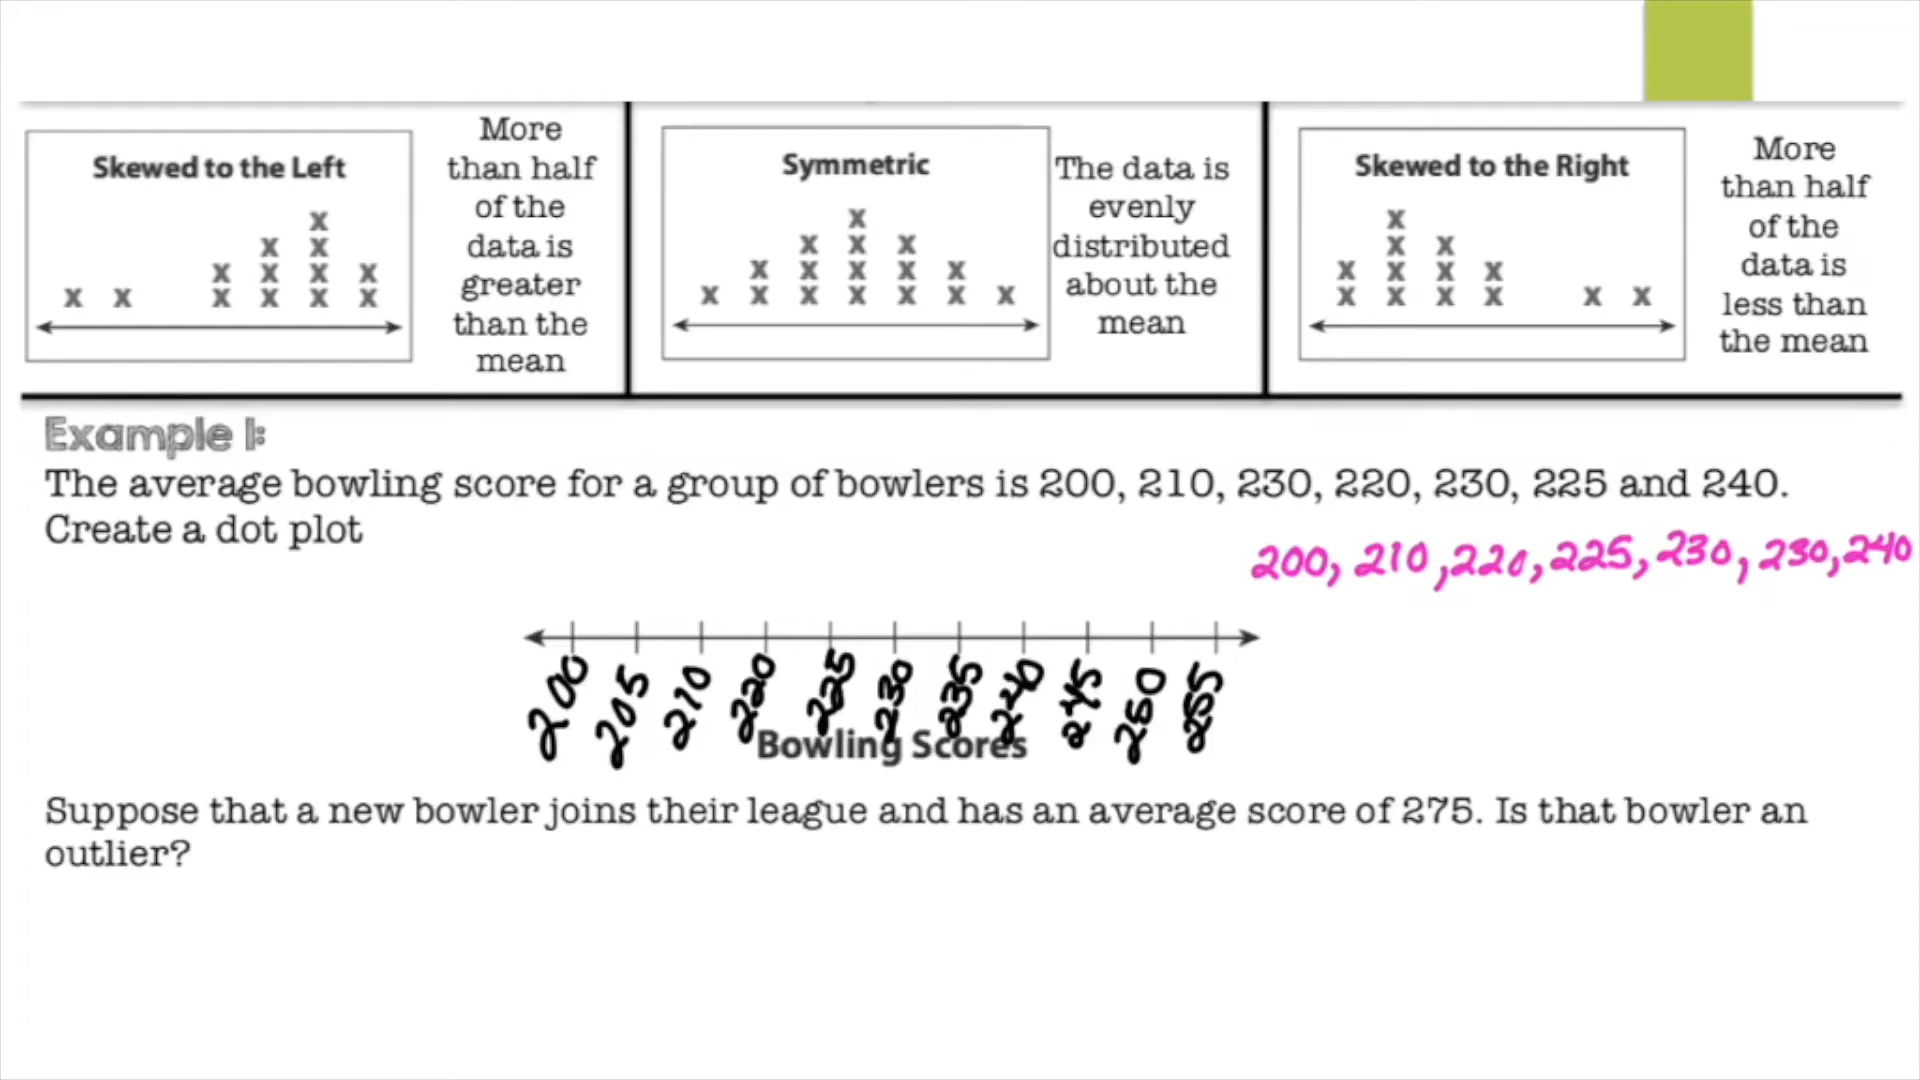 Skewed to the Left
X
X X
X X X X
X X X X X X
More
than half
of the
data is
greater
than the
mean
Symmetric
X
X X X
X X X X X
X X X X X X X
The data is
evenly
distributed
about the
mean
Skewed to the Right
X
X X
X X X X
X X X X X X
More
than half
of the
data is
less than
the mean
Example 1:
The average bowling score for a group of bowlers is 200, 210, 230, 220, 230, 225 and 240.
Create a dot plot
200, 210, 220, 225, 230, 230, 240
200 205 210 220 225 230 235 240 245 250 255
Bowling Scores
Suppose that a new bowler joins their league and has an average score of 275. Is that bowler an
outlier?